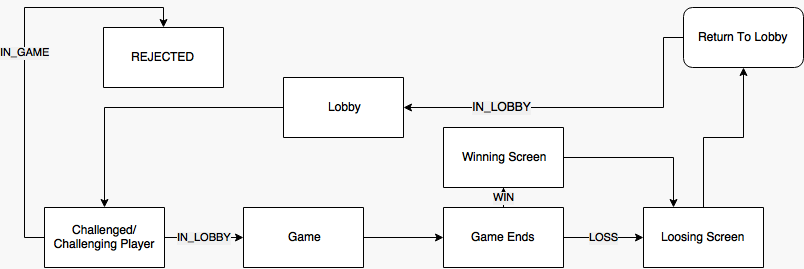 Return To Lobby
IN_GAME
REJECTED
Lobby
IN_LOBBY
Winning Screen
WIN
Challenged/
Challenging Player
IN_LOBBY
Game
Game Ends
LOSS
Loosing Screen